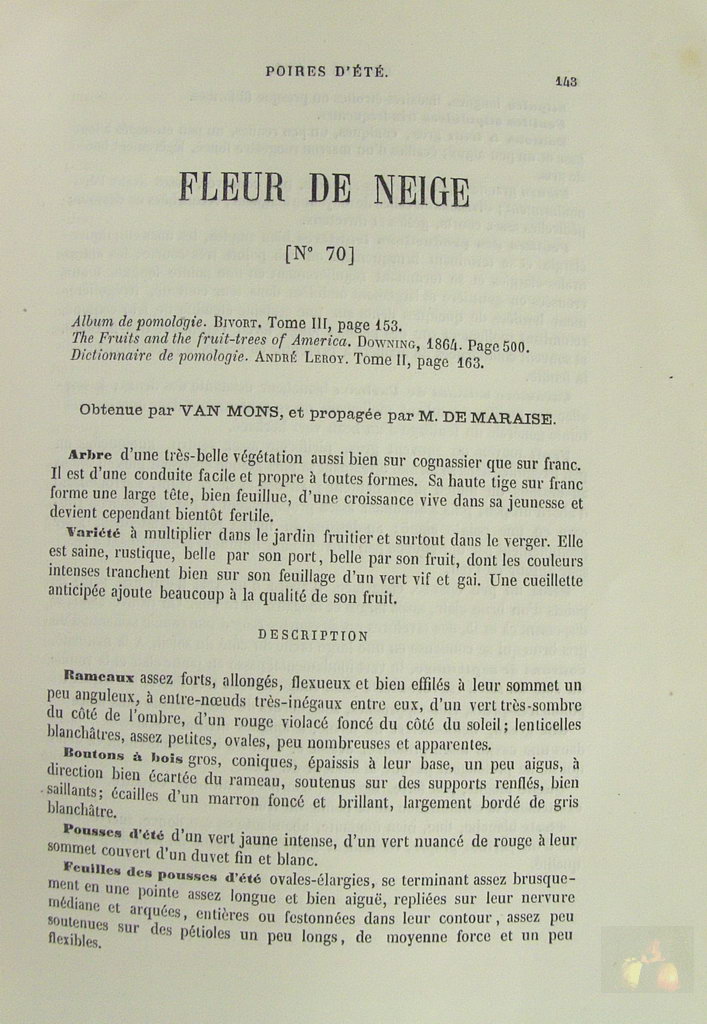 POIRES D'ÉTÉ.
143
FLEUR DE NEIGE
[N° 70]
Album de pomologie. BIVORT. Tome III, page 153.
The Fruits and the fruit-trees of America. DOWNING, 1864. Page 500.
Dictionnaire de pomologie. ANDRÉ LEROY. Tome II, page 163.
Obtenue par VAN MONS, et propagée par M. DE MARAISE.
Arbre d'une très-belle végétation aussi bien sur cognassier que sur franc.
Il est d'une conduite facile et propre à toutes formes. Sa haute tige sur franc
forme une large tête, bien feuillue, d'une croissance vive dans sa jeunesse et
devient cependant bientôt fertile.
Variété à multiplier dans le jardin fruitier et surtout dans le verger. Elle
est saine, rustique, belle par son port, belle par son fruit, dont les couleurs
intenses tranchent bien sur son feuillage d'un vert vif et gai. Une cueillette
anticipée ajoute beaucoup à la qualité de son fruit.
DESCRIPTION
Rameaux assez forts, allongés, flexueux et bien effilés à leur sommet un
peu anguleux, à entre-nœuds très-inégaux entre eux, d'un vert très-sombre
du côté de l'ombre, d'un rouge violacé foncé du côté du soleil; lenticelles
blanchâtres, assez petites, ovales, peu nombreuses et apparentes.
Boutons à bois gros, coniques, épaissis à leur base, un peu aigus, à
direction bien écartée du rameau, soutenus sur des supports renflés, bien
saillants; écailles d'un marron foncé et brillant, largement bordé de gris
blanchâtre.
Pousses d'été d'un vert jaune intense, d'un vert nuancé de rouge à leur
sommet couvert d'un duvet fin et blanc.
Feuilles des pousses d'été ovales-élargies, se terminant assez brusque-
ment en une pointe assez longue et bien aiguë, repliées sur leur nervure
médiane et arquées, entières ou festonnées dans leur contour, assez peu
soutenues sur des pétioles un peu longs, de moyenne force et un peu
flexibles.